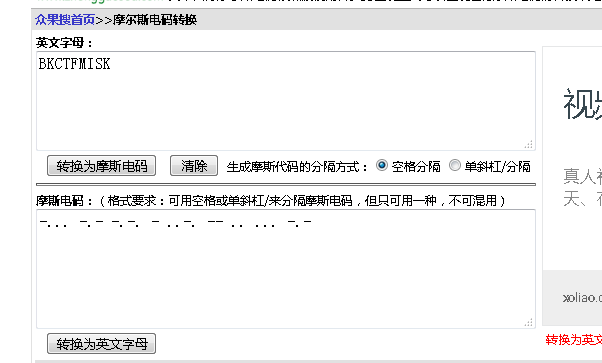 众果搜首页>>摩尔斯电码转换
英文字母：
BKCTFMISK
转换为摩斯电码 清除 生成摩斯代码的分隔方式： 空格分隔 单斜杠/分隔
摩斯电码：（格式要求：可用空格或单斜杠/来分隔摩斯电码，但只可用一种，不可混用）
-... -.- -.-. - ..-. -- .. ... -.-
转换为英文字母
真人
天、
xoliao.
转换为英文